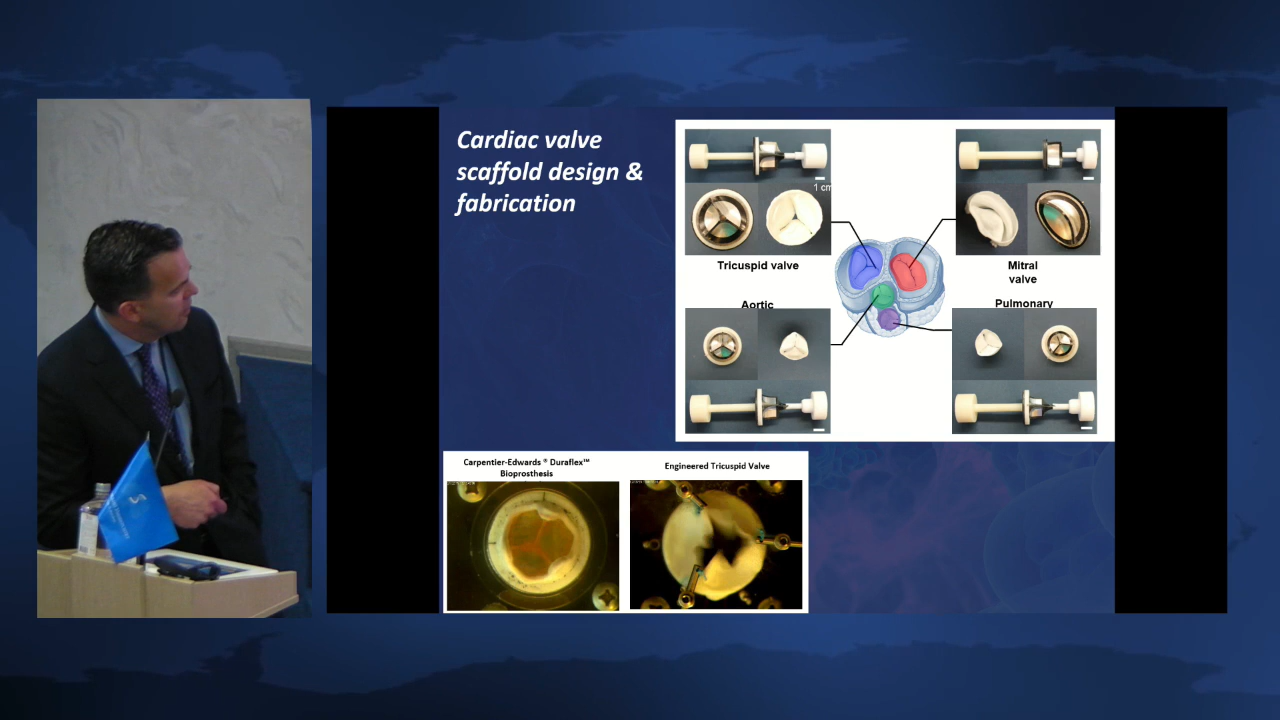 Cardiac valve
scaffold design &
fabrication
1 cm
Tricuspid valve
Mitral
valve
Aortic
Pulmonary
Carpentier-Edwards ® Duraflex™
Bioprosthesis
Engineered Tricuspid Valve
S